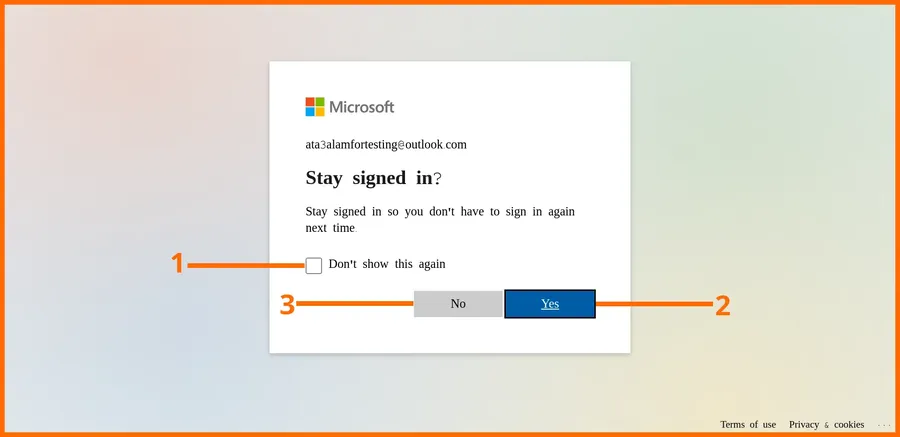 Microsoft
ata3alamfortesting@outlook.com
Stay signed in?
Stay signed in so you don't have to sign in again
next time.
1
Don't show this again
3
No
Yes
2
Terms of use Privacy & cookies ...